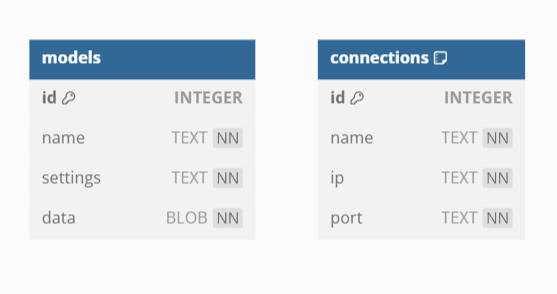 models
id INTEGER
name TEXT NN
settings TEXT NN
data BLOB NN
connections
id INTEGER
name TEXT NN
ip TEXT NN
port TEXT NN